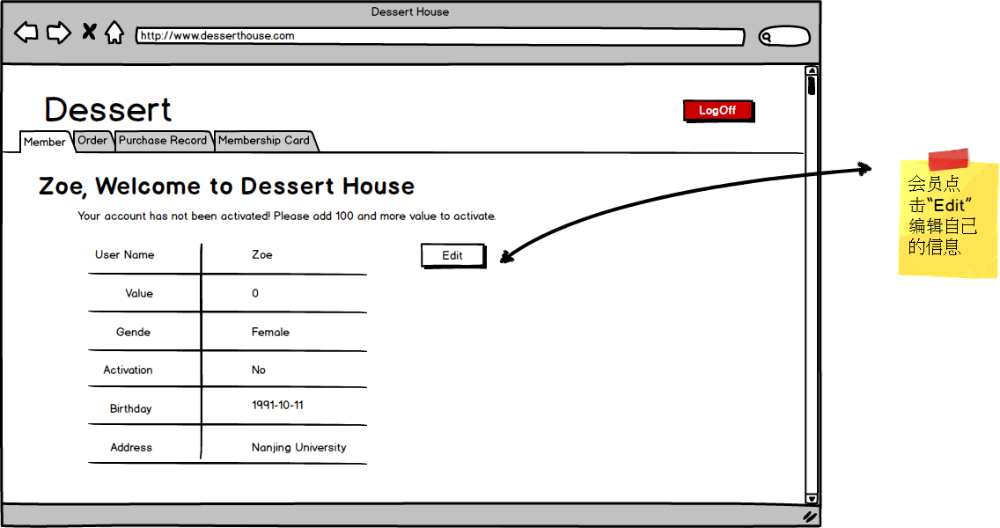 Dessert House
http://www.desserthouse.com
Dessert
LogOff
Member Order Purchase Record Membership Card
Zoe, Welcome to Dessert House
Your account has not been activated! Please add 100 and more value to activate.
User Name Zoe
Edit
Value 0
Gende Female
Activation No
Birthday 1991-10-11
Address Nanjing University
会员点
击“Edit”
编辑自己
的信息